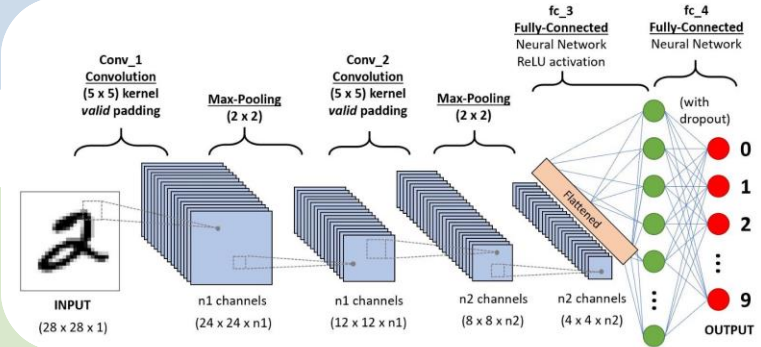 fc_3
Fully-Connected
Neural Network
ReLU activation
fc_4
Fully-Connected
Neural Network
Conv_1
Convolution
(5 x 5) kernel
valid padding
Max-Pooling
(2 x 2)
Conv_2
Convolution
(5 x 5) kernel
valid padding
Max-Pooling
(2 x 2)
(with
dropout)
Flattened
0
1
2
9
2
INPUT
(28 x 28 x 1)
n1 channels
(24 x 24 x n1)
n1 channels
(12 x 12 x n1)
n2 channels
(8 x 8 x n2)
n2 channels
(4 x 4 x n2)
OUTPUT